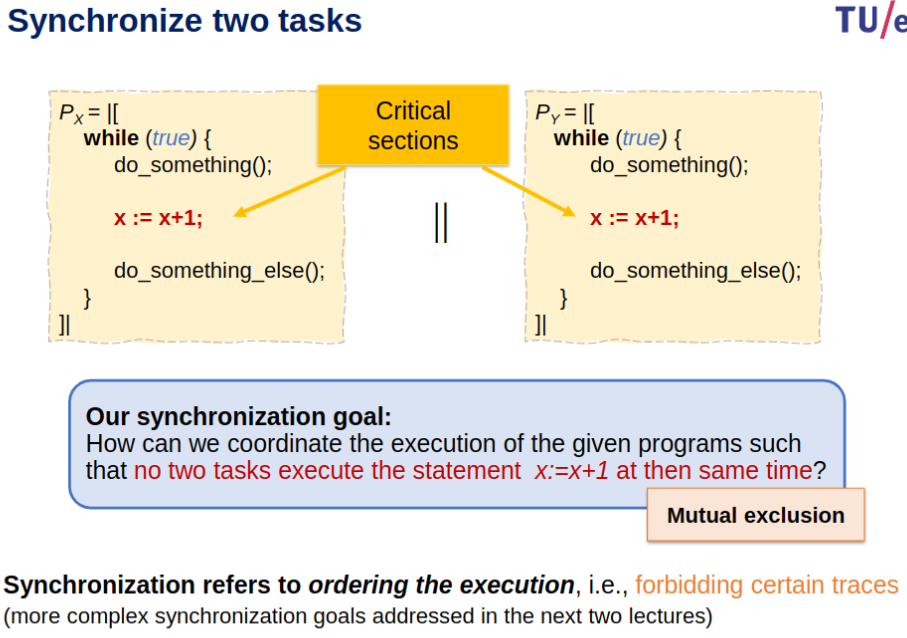 Synchronize two tasks
TU/e
P_X = |[
while (true) {
do_something();
x := x+1;
do_something_else();
}
]|
Critical
sections
||
P_Y = |[
while (true) {
do_something();
x := x+1;
do_something_else();
}
]|
Our synchronization goal:
How can we coordinate the execution of the given programs such
that no two tasks execute the statement x:=x+1 at then same time?
Mutual exclusion
Synchronization refers to ordering the execution, i.e., forbidding certain traces
(more complex synchronization goals addressed in the next two lectures)